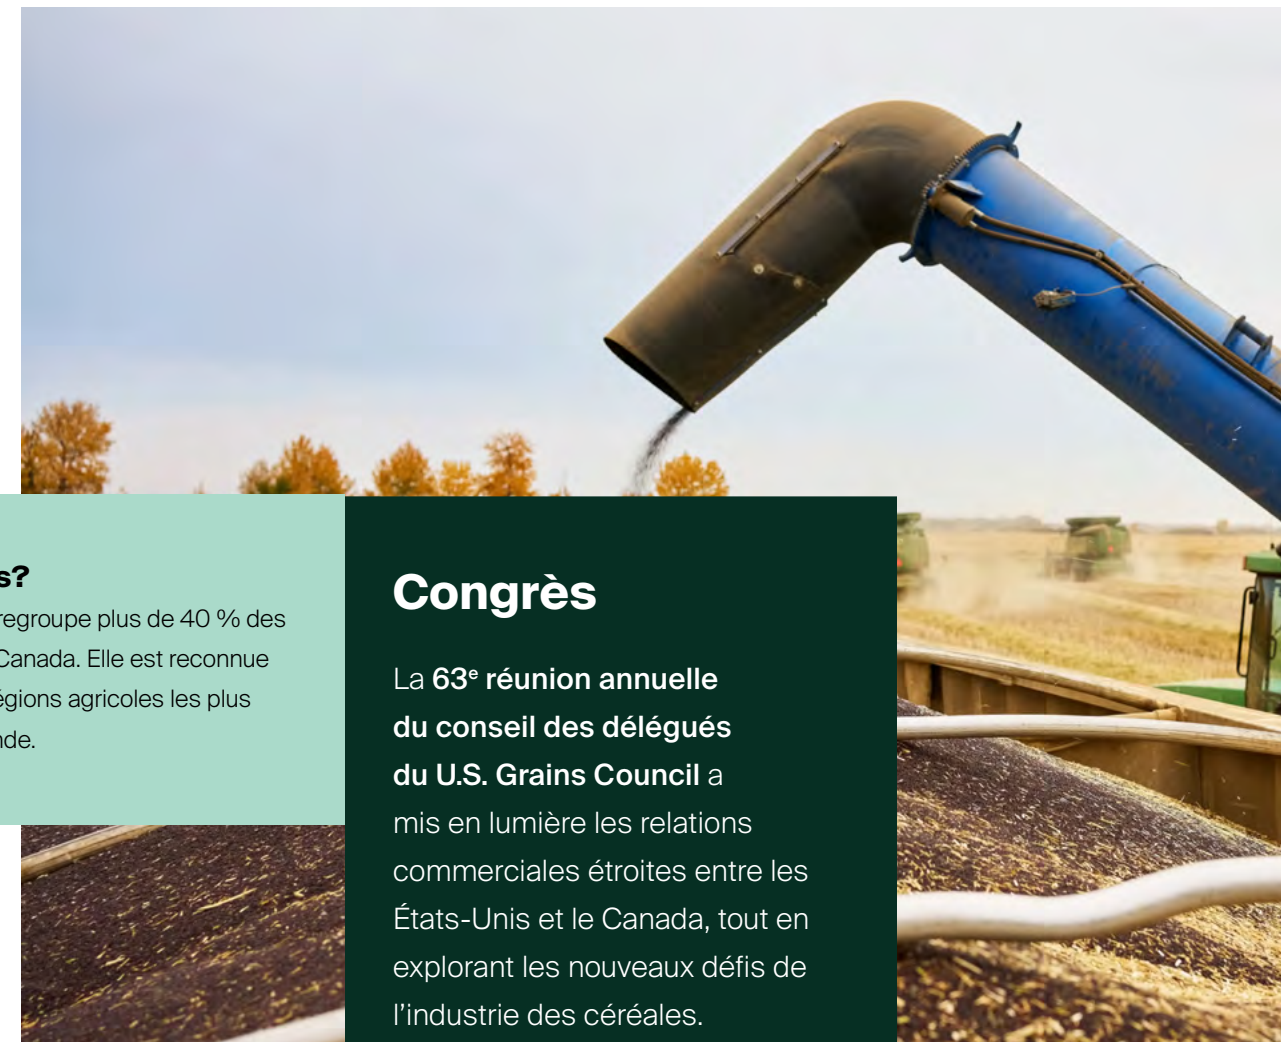 s?
regroupe plus de 40 % des
Canada. Elle est reconnue
égions agricoles les plus
nde.
Congrès
La 63e réunion annuelle
du conseil des délégués
du U.S. Grains Council a
mis en lumière les relations
commerciales étroites entre les
États-Unis et le Canada, tout en
explorant les nouveaux défis de
l'industrie des céréales.